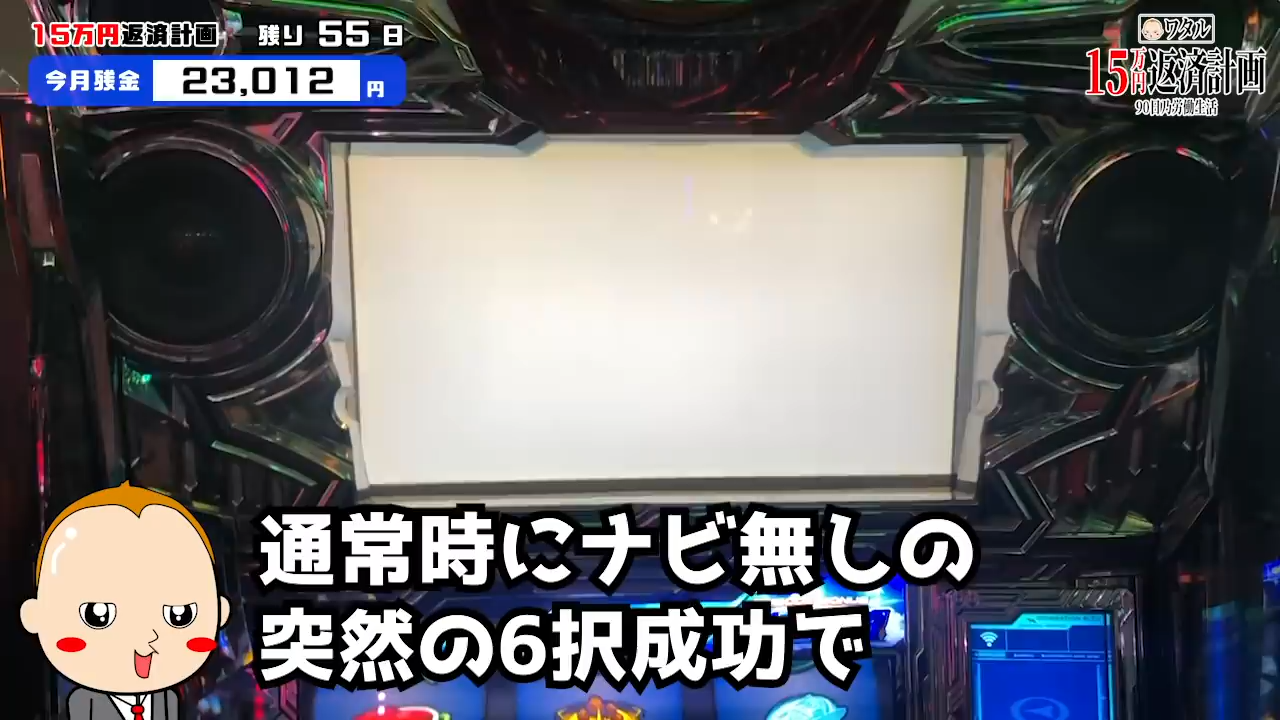 15万円返済計画 残り 55 日
今月残金 23,012 円
ワタル
15万円返済計画
90日乃労働生活
通常時にナビ無しの
突然の6択成功で